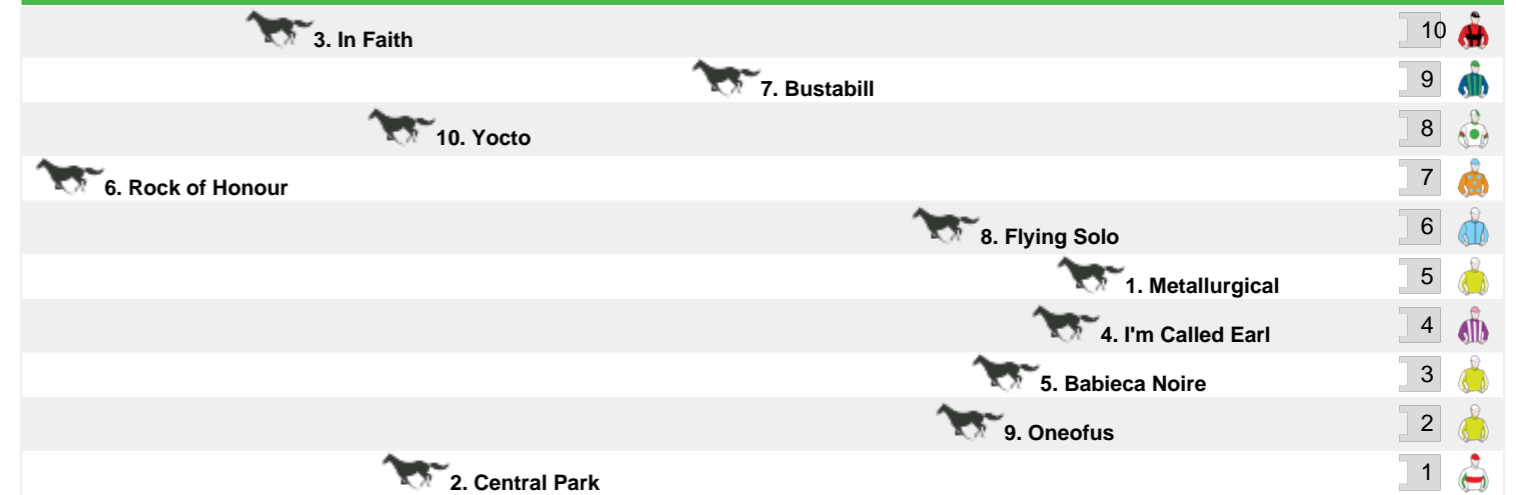 3. In Faith 10
7. Bustabill 9
10. Yocto 8
6. Rock of Honour 7
8. Flying Solo 6
1. Metallurgical 5
4. I'm Called Earl 4
5. Babieca Noire 3
9. Oneofus 2
2. Central Park 1